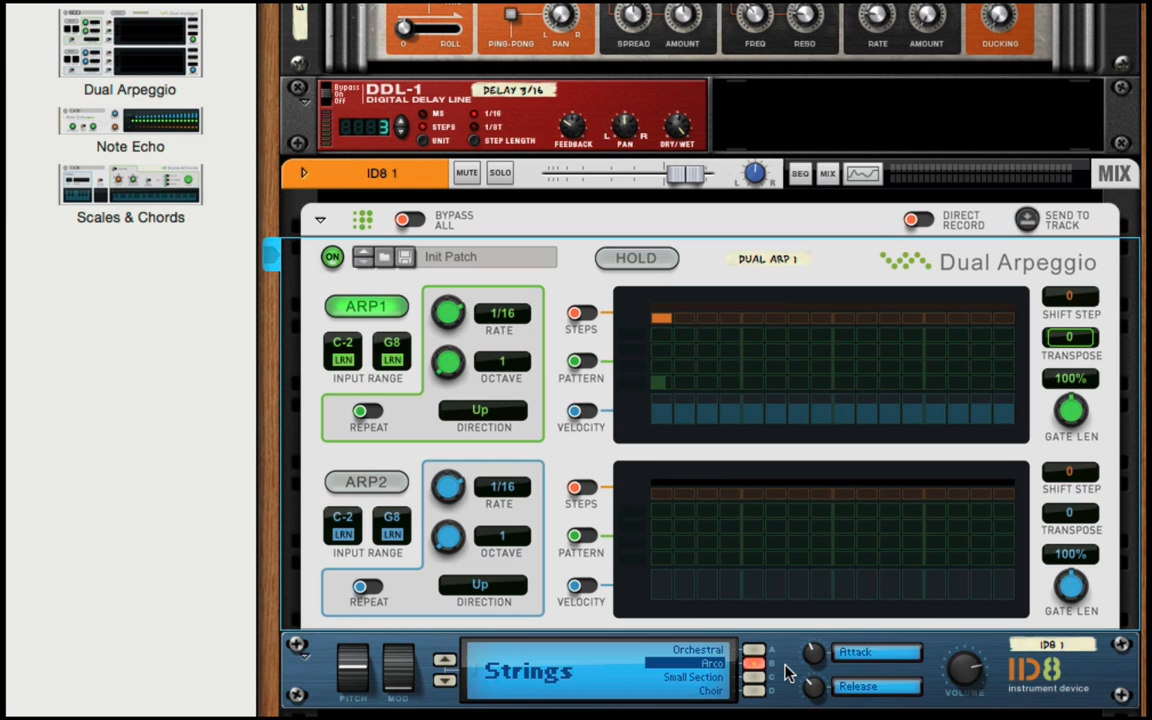 Dual Arpeggio
Note Echo
Scales & Chords
0
ROLL
PING-PONG
L
R
PAN
SPREAD
AMOUNT
FREQ
RESO
RATE
AMOUNT
DUCKING
Bypass
On
Off
DDL-1
DIGITAL DELAY LINE
DELAY 3/16
3
MS
STEPS
UNIT
1/16
1/8T
STEP LENGTH
FEEDBACK
L
R
PAN
DRY/WET
ID8 1
MUTE
SOLO
L
R
SEQ
MIX
MIX
BYPASS
ALL
DIRECT
RECORD
SEND TO
TRACK
ON
Init Patch
HOLD
DUAL ARP 1
Dual Arpeggio
ARP1
C-2
LRN
G8
LRN
INPUT RANGE
REPEAT
1/16
RATE
1
OCTAVE
Up
DIRECTION
STEPS
PATTERN
VELOCITY
0
SHIFT STEP
0
TRANSPOSE
100%
GATE LEN
ARP2
C-2
LRN
G8
LRN
INPUT RANGE
REPEAT
1/16
RATE
1
OCTAVE
Up
DIRECTION
STEPS
PATTERN
VELOCITY
0
SHIFT STEP
0
TRANSPOSE
100%
GATE LEN
PITCH
MOD
Strings
Orchestral
Arco
Small Section
Choir
A
B
C
D
Attack
Release
VOLUME
ID8 1
ID8
instrument device